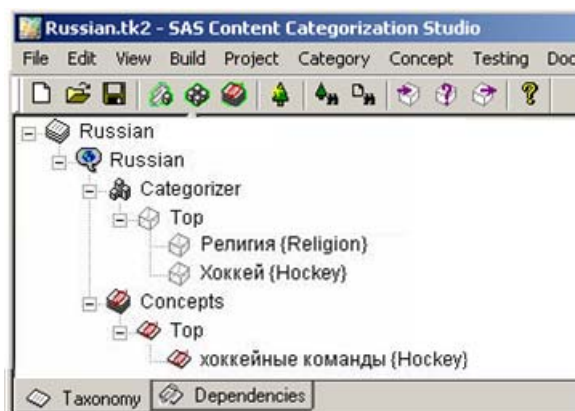 Russian.tk2 - SAS Content Categorization Studio
File Edit View Build Project Category Concept Testing Doc
Russian
Russian
Categorizer
Top
Религия {Religion}
Хоккей {Hockey}
Concepts
Top
хоккейные команды {Hockey}
Taxonomy Dependencies